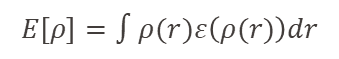 E[ρ] = ∫ ρ(r)ε(ρ(r))dr